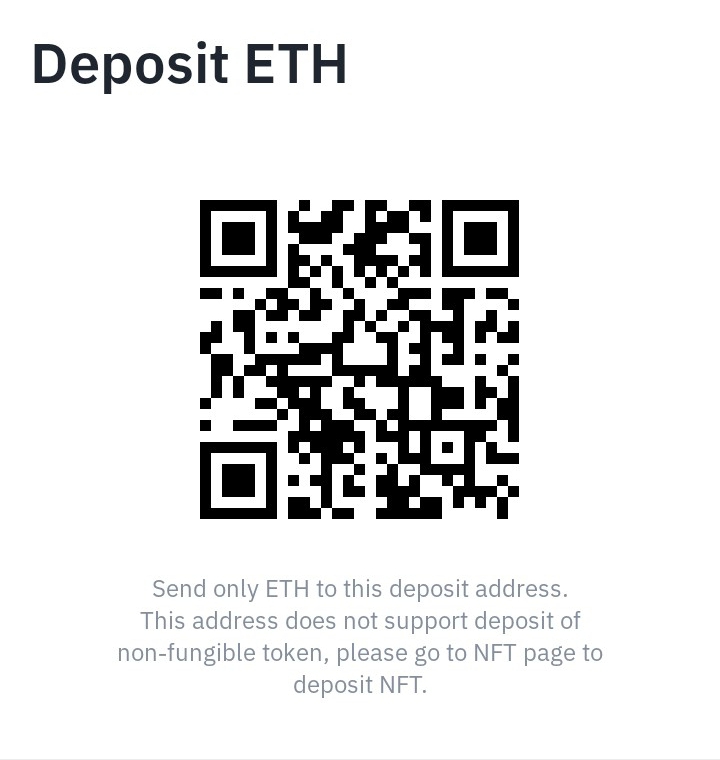 Deposit ETH
Send only ETH to this deposit address.
This address does not support deposit of
non-fungible token, please go to NFT page to
deposit NFT.